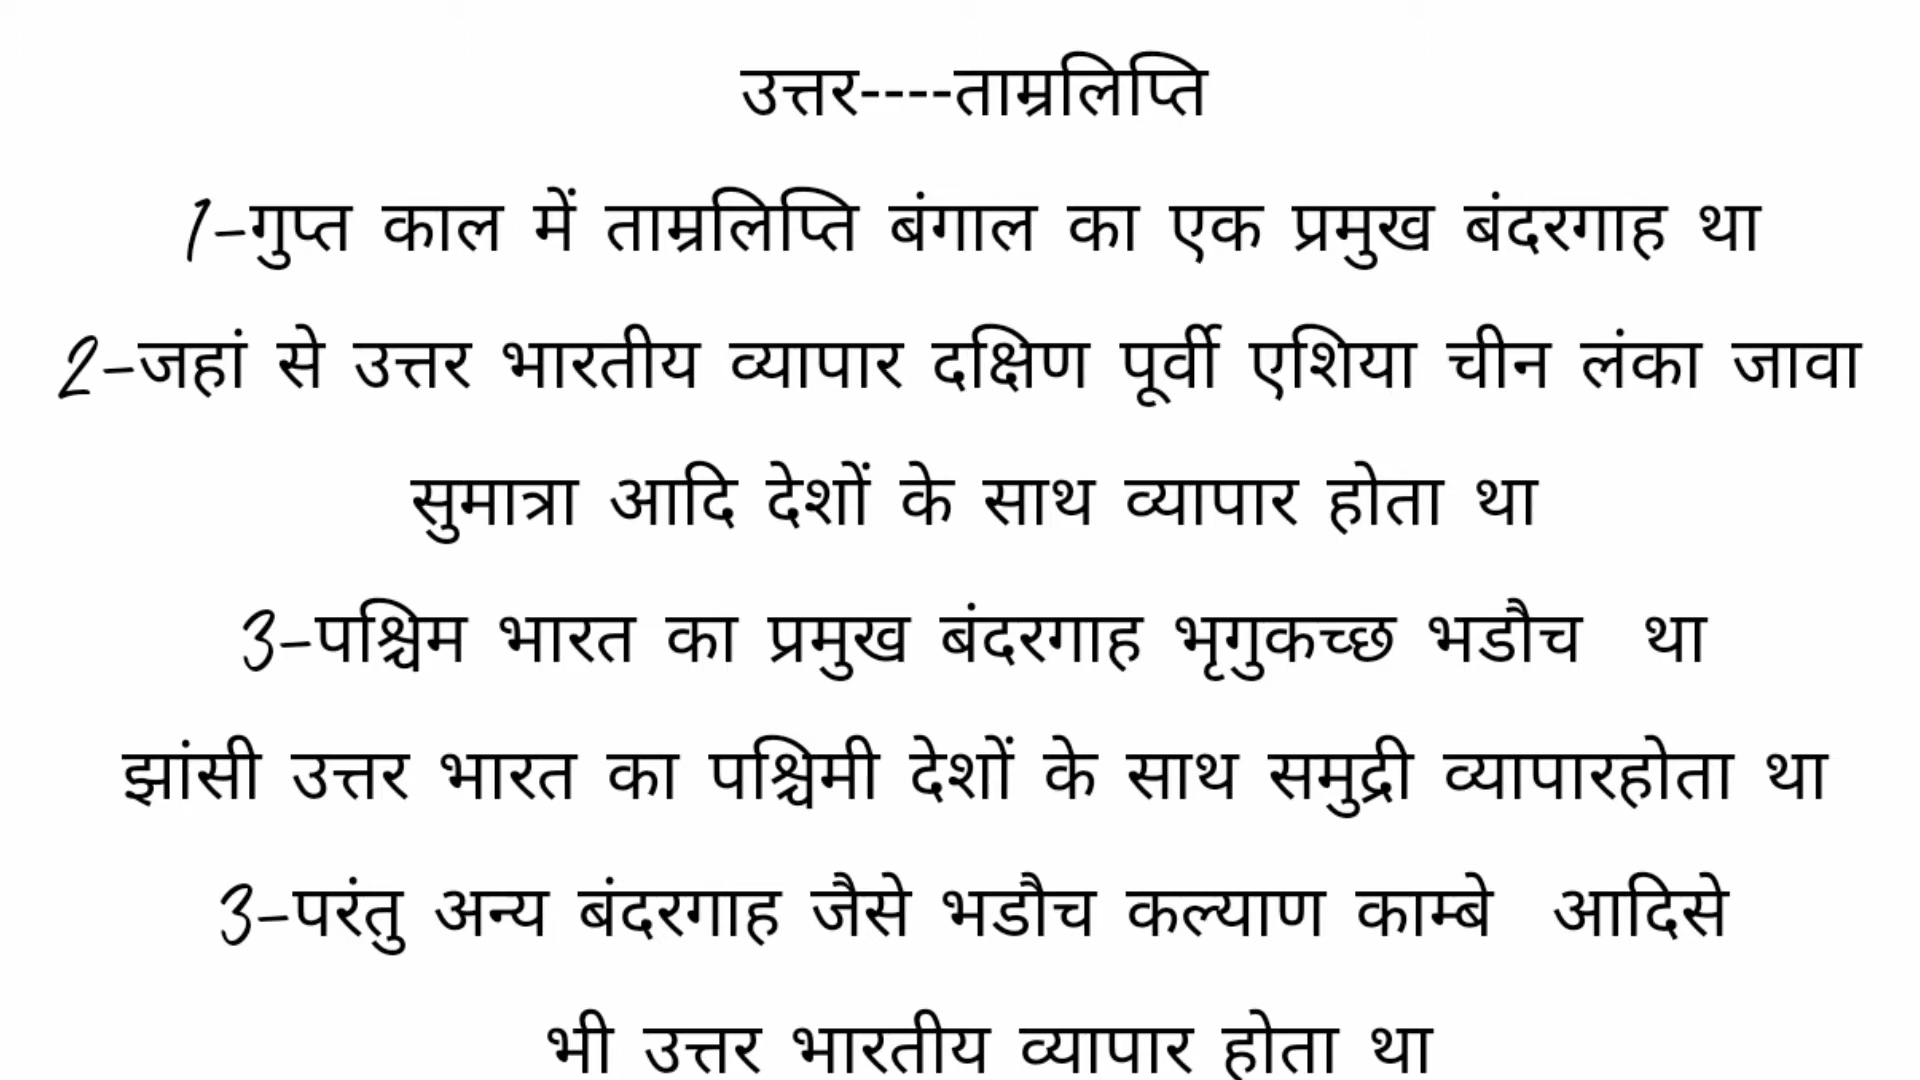 उत्तर----ताम्रलिप्ति
1-गुप्त काल में ताम्रलिप्ति बंगाल का एक प्रमुख बंदरगाह था
2-जहां से उत्तर भारतीय व्यापार दक्षिण पूर्वी एशिया चीन लंका जावा
सुमात्रा आदि देशों के साथ व्यापार होता था
3-पश्चिम भारत का प्रमुख बंदरगाह भृगुकच्छ भडौच था
झांसी उत्तर भारत का पश्चिमी देशों के साथ समुद्री व्यापारहोता था
3-परंतु अन्य बंदरगाह जैसे भडौच कल्याण काम्बे आदिसे
भी उत्तर भारतीय व्यापार होता था